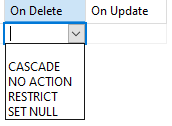 On Delete On Update
CASCADE
NO ACTION
RESTRICT
SET NULL